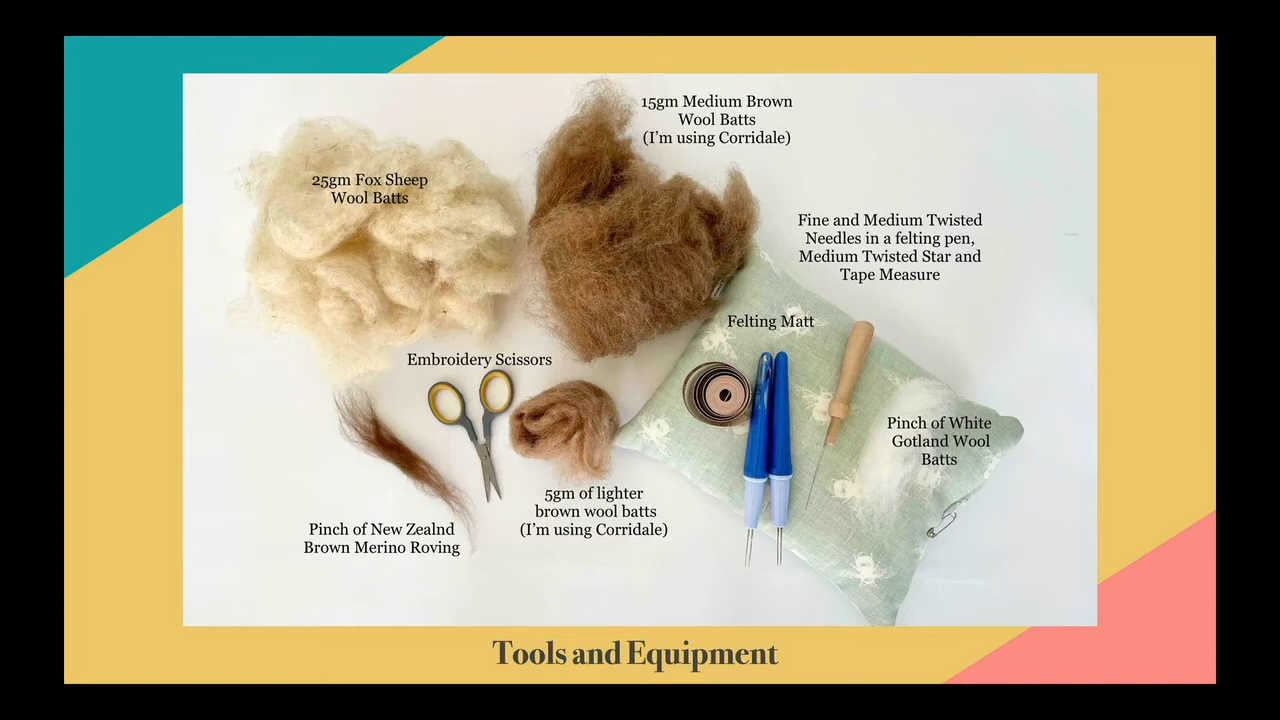 15gm Medium Brown
Wool Batts
(I'm using Corridale)
25gm Fox Sheep
Wool Batts
Fine and Medium Twisted
Needles in a felting pen,
Medium Twisted Star and
Tape Measure
Felting Matt
Embroidery Scissors
Pinch of White
Gotland Wool
Batts
5gm of lighter
brown wool batts
(I'm using Corridale)
Pinch of New Zealnd
Brown Merino Roving
Tools and Equipment